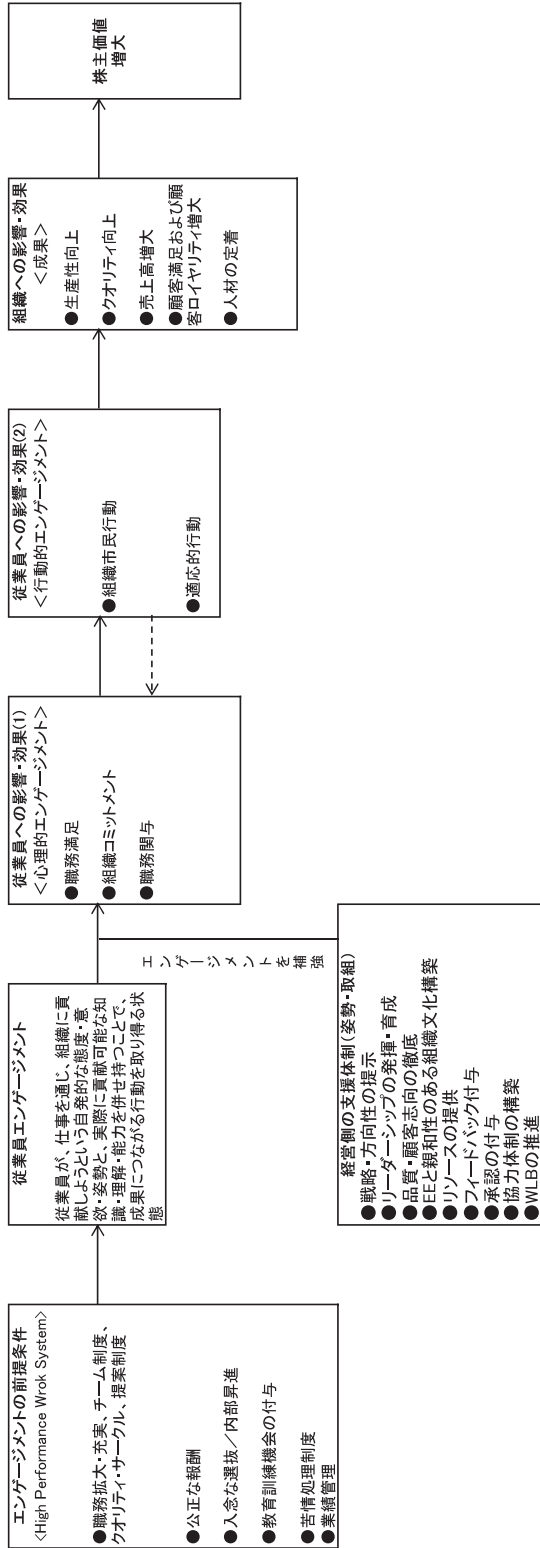 エンゲージメントの前提条件
<High Performance Wrok System>
●職務拡大・充実、チーム制度、
クオリティ・サークル、提案制度
●公正な報酬
●入念な選抜／内部昇進
●教育訓練機会の付与
●苦情処理制度
●業績管理
従業員エンゲージメント
従業員が、仕事を通じ、組織に貢
献しようという自発的な態度・意
欲・姿勢と、実際に貢献可能な知
識・理解・能力を併せ持つことで、
成果につながる行動を取り得る状
態
エンゲージメントを補強
経営側の支援体制（姿勢・取組）
●戦略・方向性の提示
●リーダーシップの発揮・育成
●品質・顧客志向の徹底
●EEと親和性のある組織文化構築
●リソースの提供
●フィードバック付与
●承認の付与
●協力体制の構築
●WLBの推進
従業員への影響・効果(1)
＜心理的エンゲージメント＞
●職務満足
●組織コミットメント
●職務関与
従業員への影響・効果(2)
＜行動的エンゲージメント＞
●組織市民行動
●適応的行動
組織への影響・効果
＜成果＞
●生産性向上
●クオリティ向上
●売上高増大
●顧客満足および顧
客ロイヤリティ増大
●人材の定着
株主価値
増大